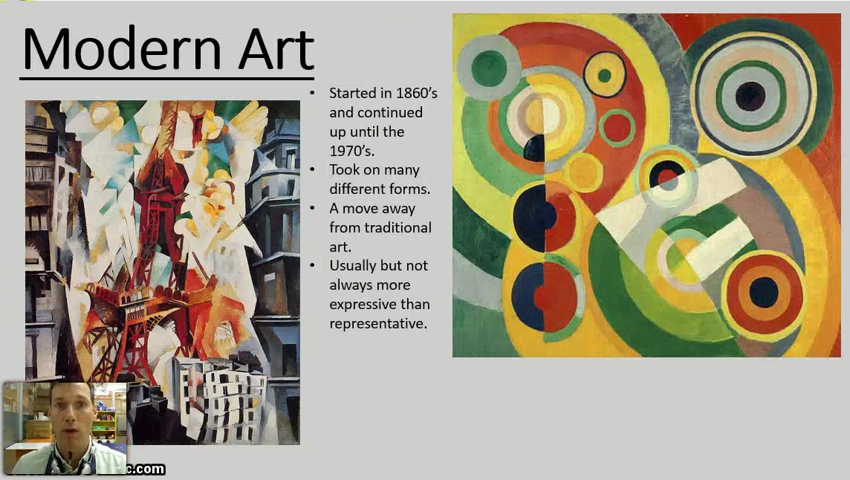 Modern Art
• Started in 1860's
and continued
up until the
1970's.
• Took on many
different forms.
• A move away
from traditional
art.
• Usually but not
always more
expressive than
representative.
c.com